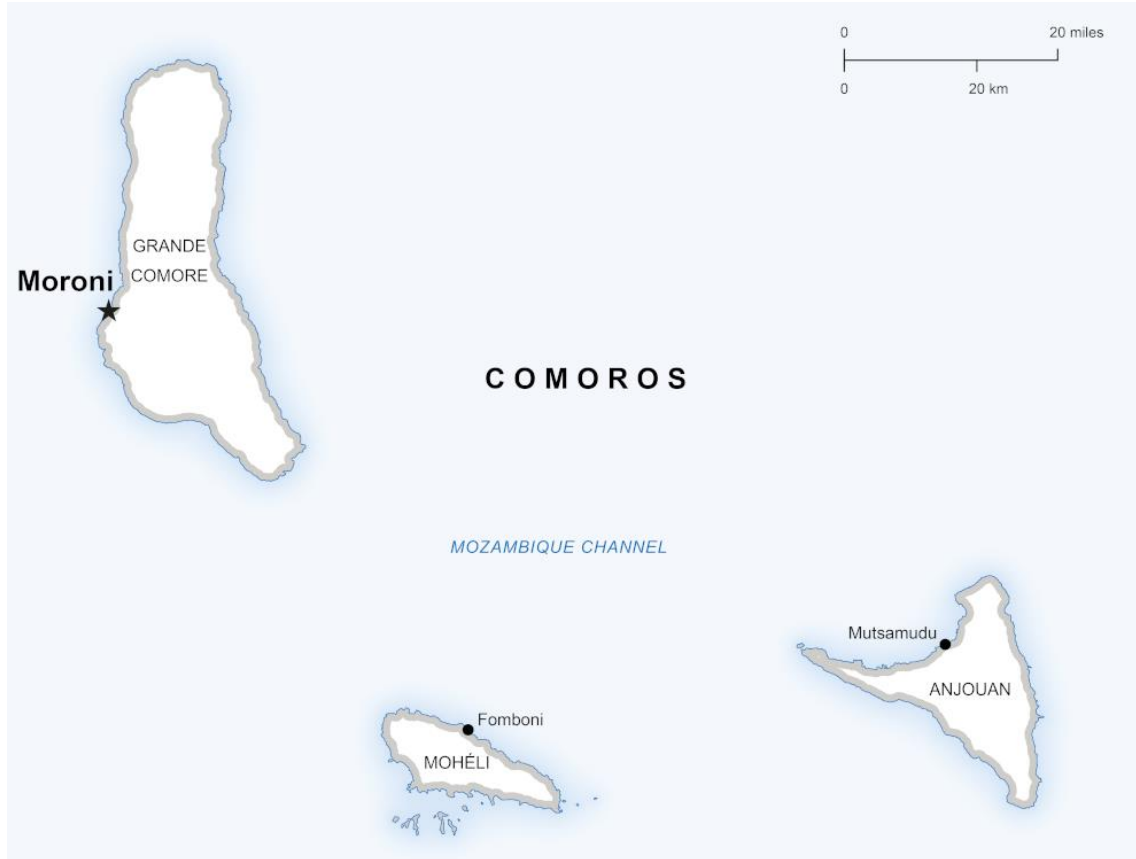 0 20 miles
0 20 km
GRANDE
COMORE
Moroni
COMOROS
MOZAMBIQUE CHANNEL
Mutsamudu
ANJOUAN
Fomboni
MOHÉLI